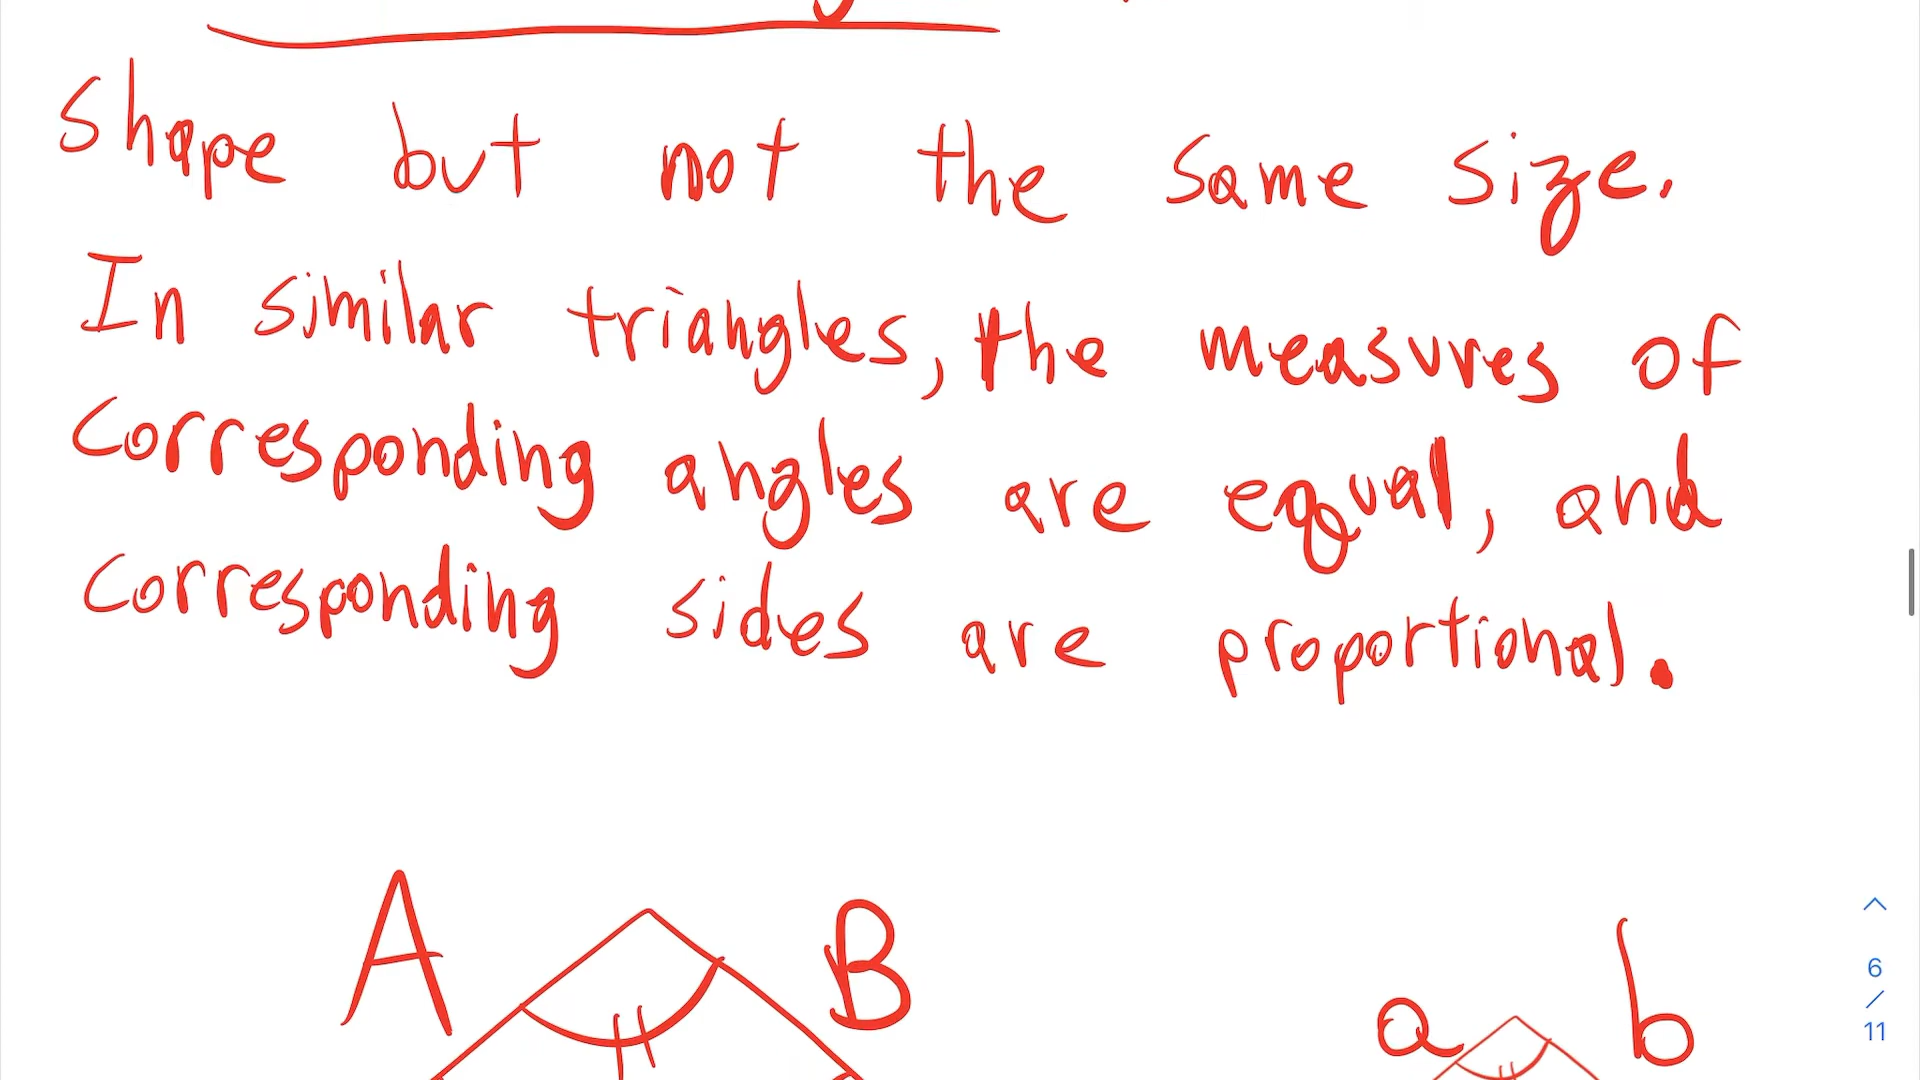 shape but not the same size.
In similar triangles, the measures of
corresponding angles are equal, and
corresponding sides are proportional.
A
B
a
b
6
/
11